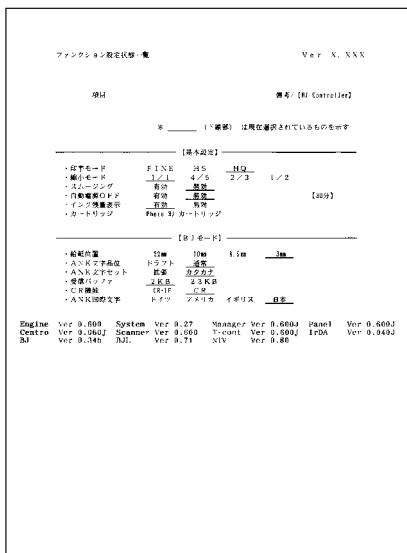 ファンクション設定状態一覧 Ver X. XXX
項目 備考/【BJ Controller】
※ ______ (下線部) は現在選択されているものを示す
【基本設定】
・印字モード FINE HS HQ
・縮小モード 1/1 4/5 2/3 1/2
・スムージング 有効 無効
・自動電源OFF 有効 無効 【30分】
・インク残量表示 有効 無効
・カートリッジ Photo BJ カートリッジ
【BJモード】
・給紙位置 22mm 10mm 8.5mm 3mm
・ANK文字品位 ドラフト 通常
・ANK文字セット 拡張 カタカナ
・受信バッファ 2KB 23KB
・CR機能 CR+LF CR
・ANK国際文字 ドイツ アメリカ イギリス 日本
Engine Ver 0.600 System Ver 0.27 Manager Ver 0.600J Panel Ver 0.600J
Centro Ver 0.060J Scanner Ver 0.600 T-cont Ver 0.600J IrDA Ver 0.040J
BJ Ver 0.34b BJL Ver 0.71 Ver 0.80